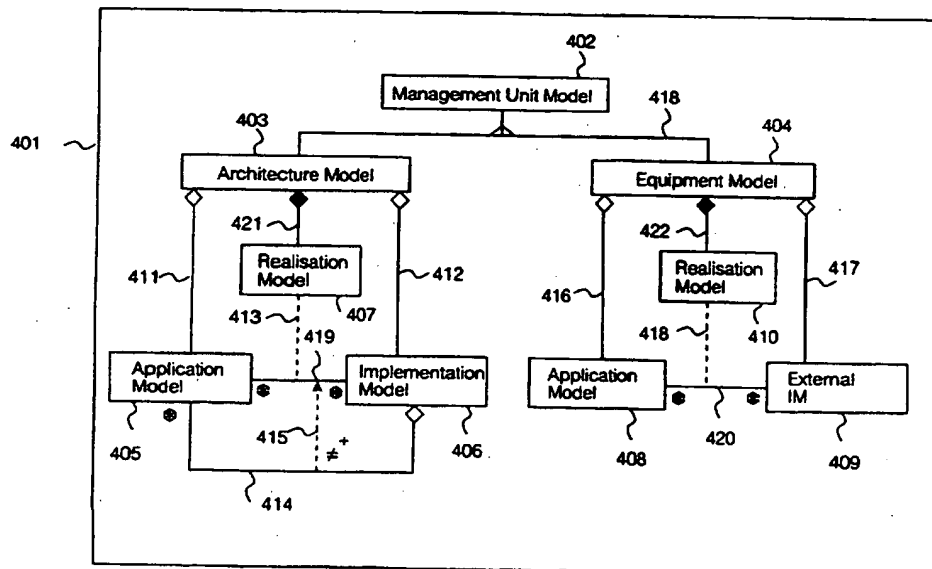 402
Management Unit Model
418
403
404
401
Architecture Model
Equipment Model
421
422
Realisation
Model
Realisation
Model
411
412
416
417
407
410
413
418
419
Application
Model
Implementation
Model
Application
Model
External
IM
415
≠+
405
406
408
420
409
414